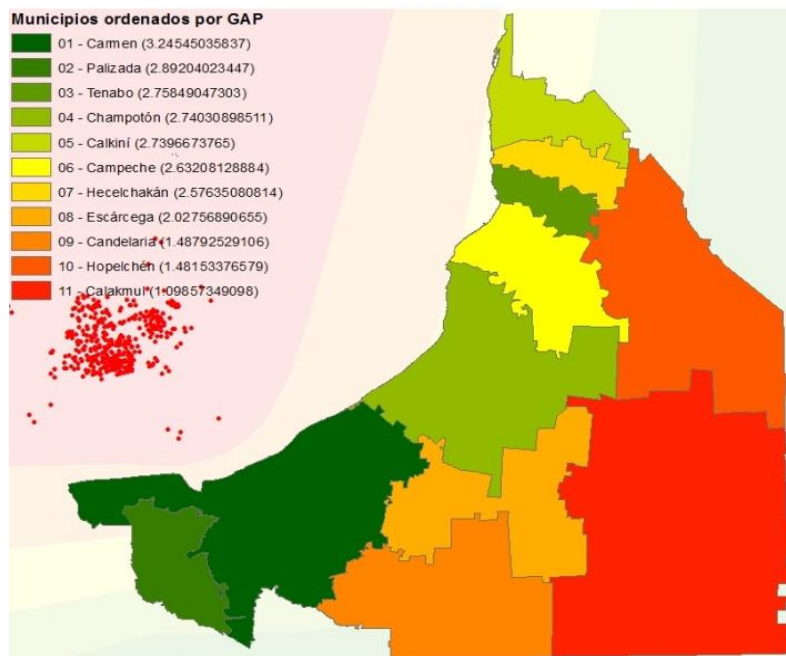 Municipios ordenados por GAP
01 - Carmen (3.24545035837)
02 - Palizada (2.89204023447)
03 - Tenabo (2.75849047303)
04 - Champotón (2.74030898511)
05 - Calkiní (2.7396673765)
06 - Campeche (2.63208128884)
07 - Hecelchakán (2.57635080814)
08 - Escárcega (2.02756890655)
09 - Candelaria (1.48792529106)
10 - Hopelchén (1.48153376579)
11 - Calakmul (1.09857349098)